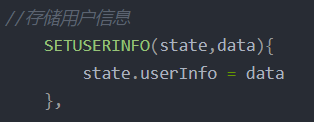 //存储用户信息
SETUSERINFO(state,data){
state.userInfo = data
},